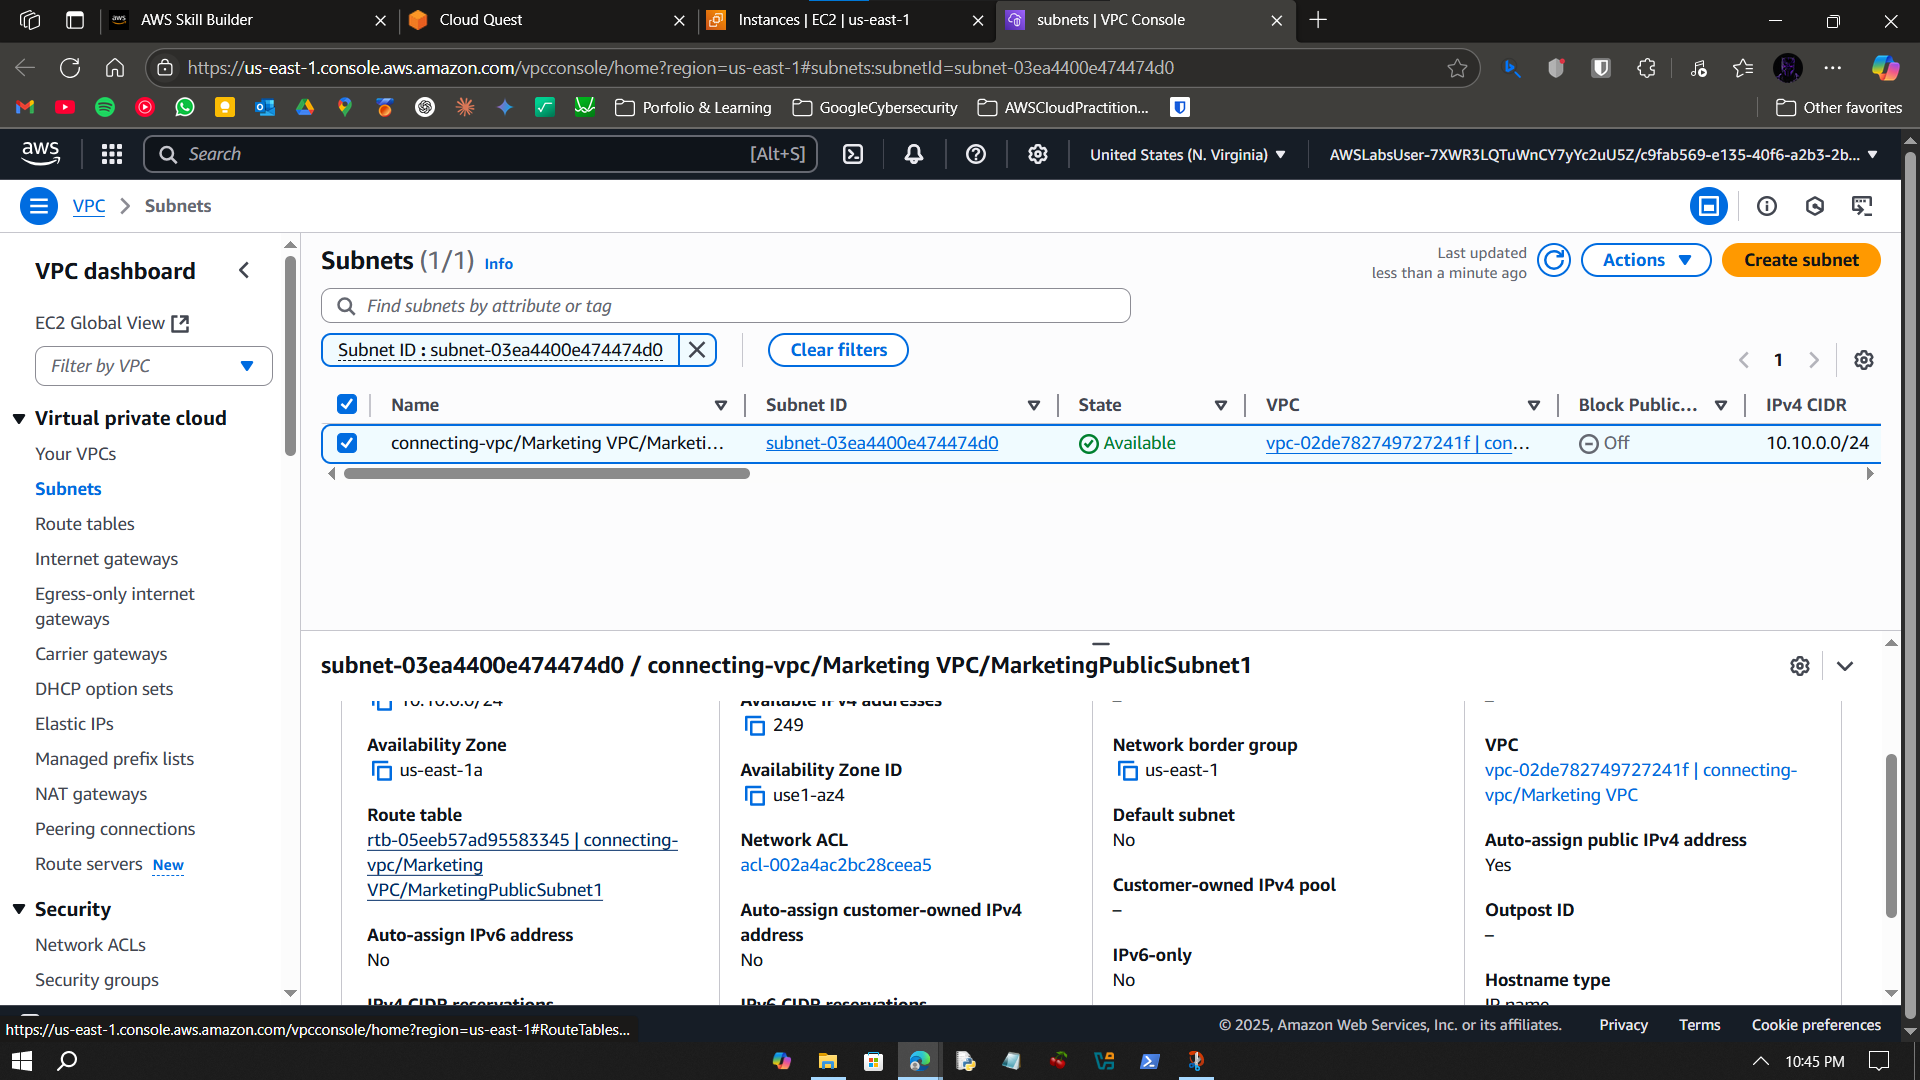 AWS Skill Builder
Cloud Quest
Instances | EC2 | us-east-1
subnets | VPC Console
https://us-east-1.console.aws.amazon.com/vpcconsole/home?region=us-east-1#subnets:subnetId=subnet-03ea4400e474474d0
Porfolio & Learning
GoogleCybersecurity
AWSCloudPractition...
Other favorites
aws
Search
[Alt+S]
United States (N. Virginia)
AWSLabsUser-7XWR3LQTuWnCY7yYc2uU5Z/c9fab569-e135-40f6-a2b3-2b...
VPC
Subnets
VPC dashboard
EC2 Global View
Filter by VPC
Virtual private cloud
Your VPCs
Subnets
Route tables
Internet gateways
Egress-only internet
gateways
Carrier gateways
DHCP option sets
Elastic IPs
Managed prefix lists
NAT gateways
Peering connections
Route servers New
Security
Network ACLs
Security groups
Subnets (1/1) Info
Last updated
less than a minute ago
Actions
Create subnet
Find subnets by attribute or tag
Subnet ID : subnet-03ea4400e474474d0
Clear filters
1
Name
Subnet ID
State
VPC
Block Public...
IPv4 CIDR
connecting-vpc/Marketing VPC/Marketi...
subnet-03ea4400e474474d0
Available
vpc-02de782749727241f | con...
Off
10.10.0.0/24
subnet-03ea4400e474474d0 / connecting-vpc/Marketing VPC/MarketingPublicSubnet1
10.10.0.0/24
Availability Zone
us-east-1a
Route table
rtb-05eeb57ad95583345 | connecting-
vpc/Marketing
VPC/MarketingPublicSubnet1
Auto-assign IPv6 address
No
IPv4 CIDR reservations
Available IPv4 addresses
249
Availability Zone ID
use1-az4
Network ACL
acl-002a4ac2bc28ceea5
Auto-assign customer-owned IPv4
address
No
IPv6 CIDR reservations
–
Network border group
us-east-1
Default subnet
No
Customer-owned IPv4 pool
–
IPv6-only
No
–
VPC
vpc-02de782749727241f | connecting-
vpc/Marketing VPC
Auto-assign public IPv4 address
Yes
Outpost ID
–
Hostname type
IP name
https://us-east-1.console.aws.amazon.com/vpcconsole/home?region=us-east-1#RouteTables...
© 2025, Amazon Web Services, Inc. or its affiliates.
Privacy
Terms
Cookie preferences
10:45 PM